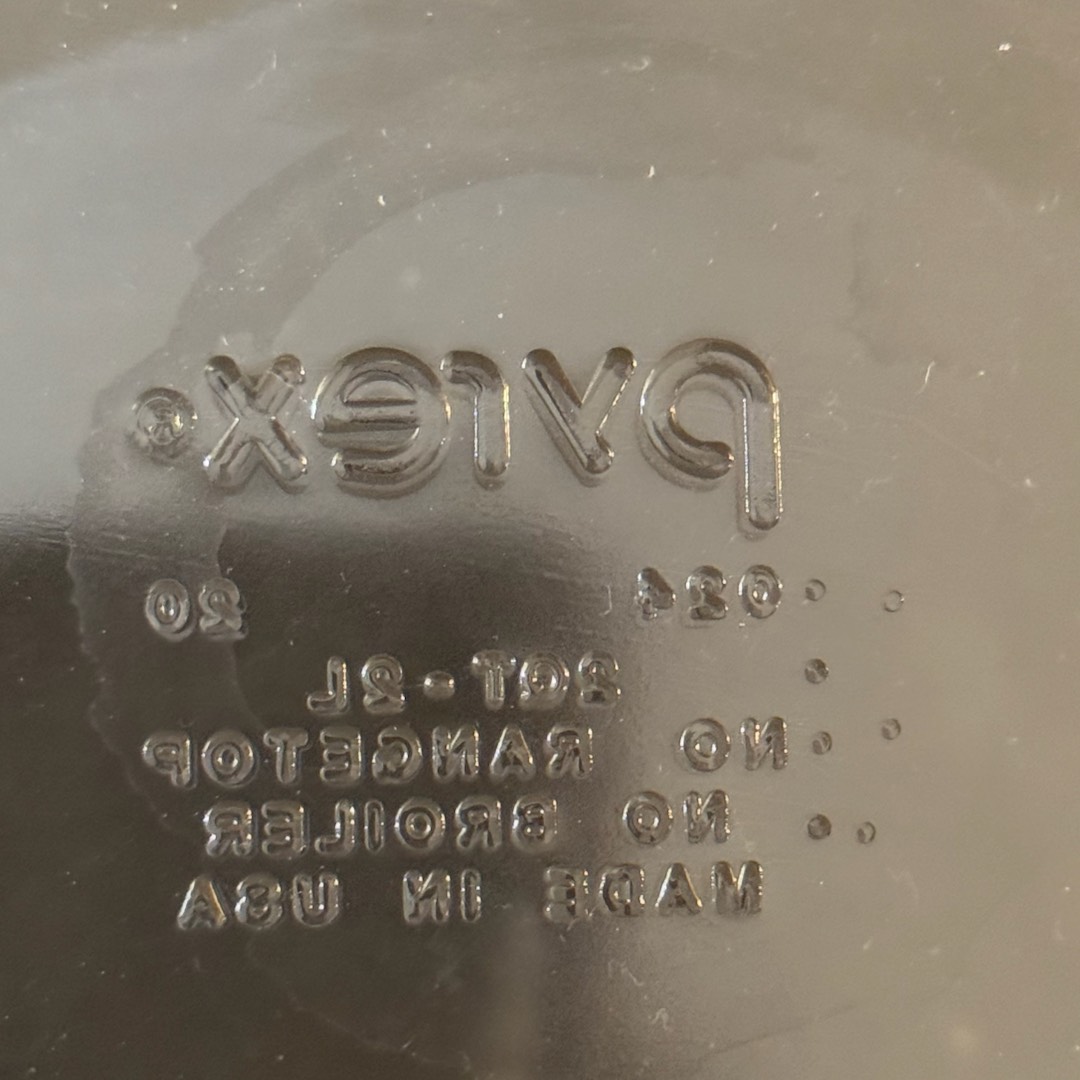 pyrex®
024 20
2QT·2L
NO RANGETOP
NO BROILER
MADE IN USA